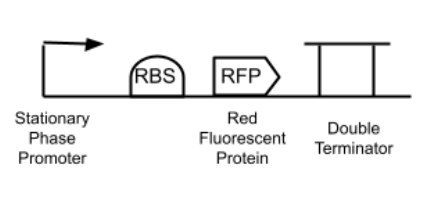 RBS
RFP
Stationary
Phase
Promoter
Red
Fluorescent
Protein
Double
Terminator